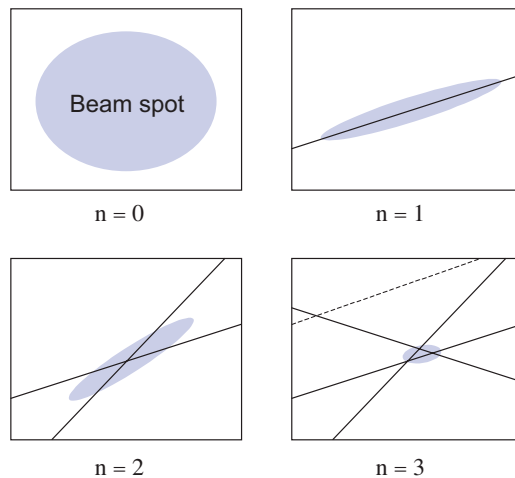 Beam spot
n = 0
n = 1
n = 2
n = 3